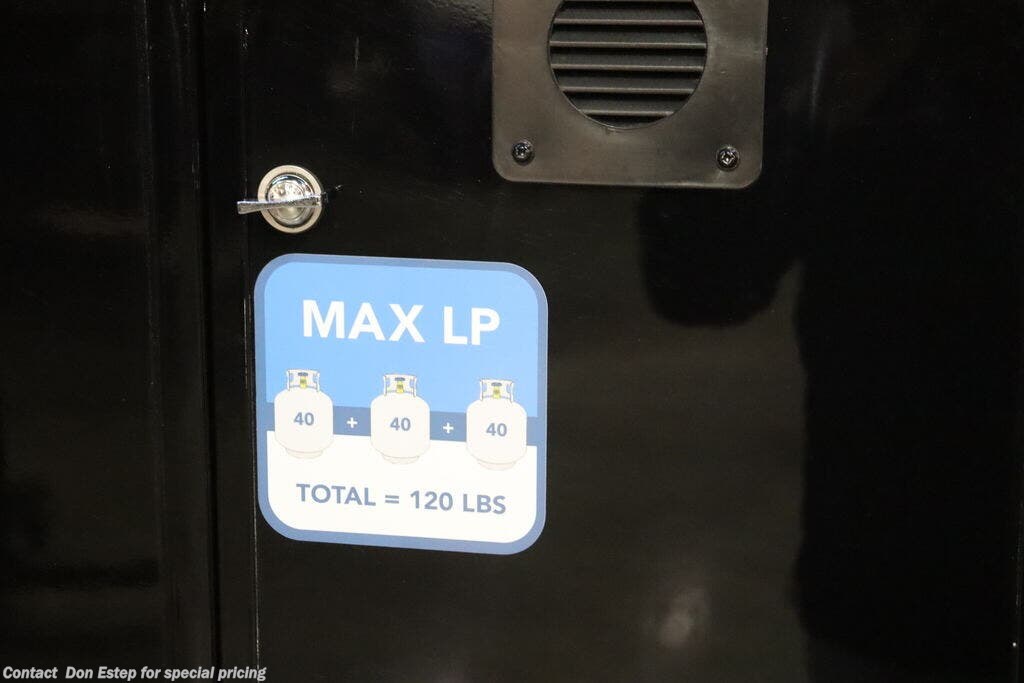 MAX LP
40 + 40 + 40
TOTAL = 120 LBS
Contact  Don Estep for special pricing